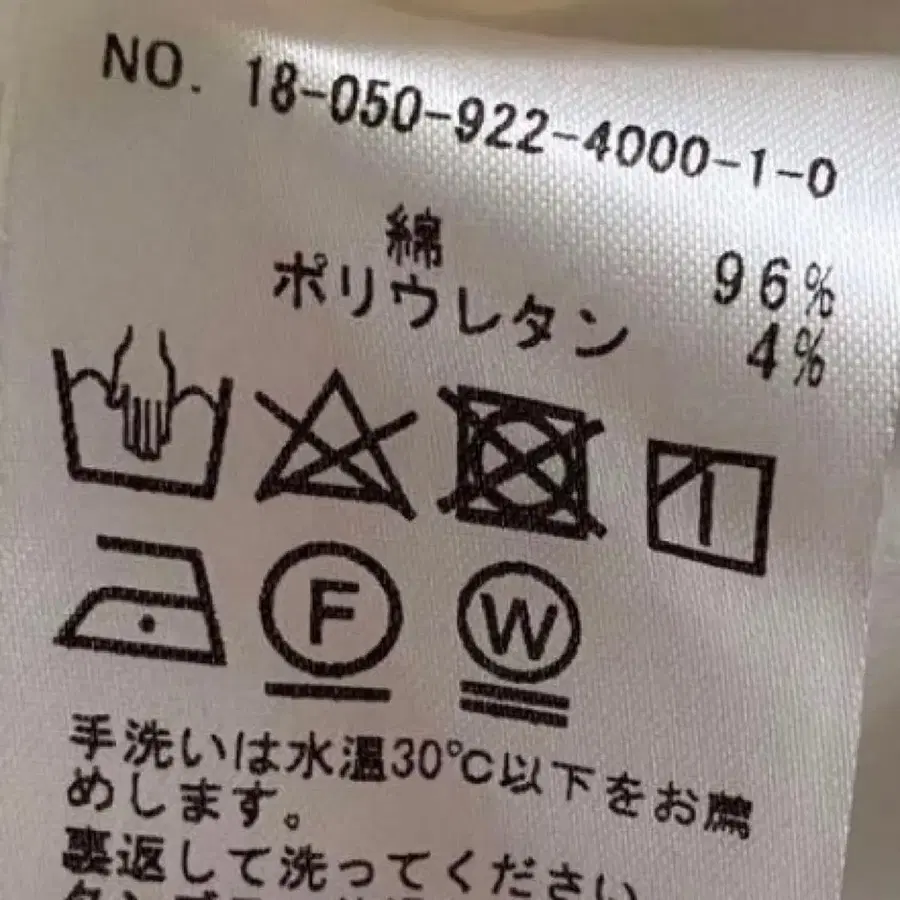 NO. 18-050-922-4000-1-0
綿 96%
ポリウレタン 4%
F W
手洗いは水温30℃以下をお薦
めします。
裏返して洗ってください